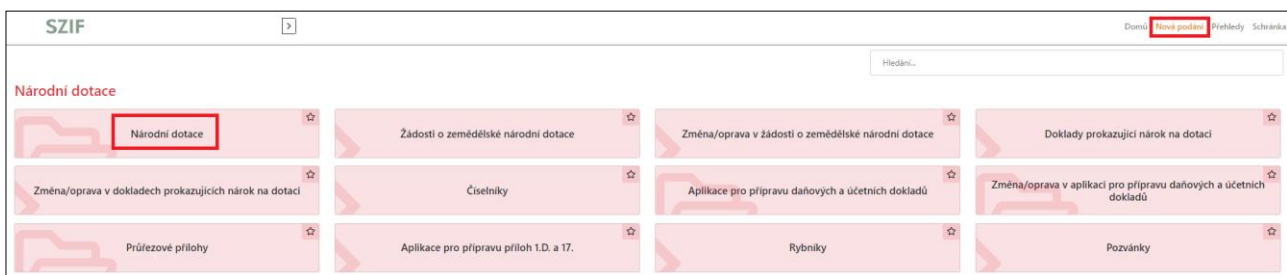 SZIF
Domů Nová podání Přehledy Schránka
Hledání...
Národní dotace
Národní dotace
Žádosti o zemědělské národní dotace
Změna/oprava v žádosti o zemědělské národní dotace
Doklady prokazující nárok na dotaci
Změna/oprava v dokladech prokazujících nárok na dotaci
Číselníky
Aplikace pro přípravu daňových a účetních dokladů
Změna/oprava v aplikaci pro přípravu daňových a účetních
dokladů
Průřezové přílohy
Aplikace pro přípravu příloh 1.D. a 17.
Rybníky
Pozvánky